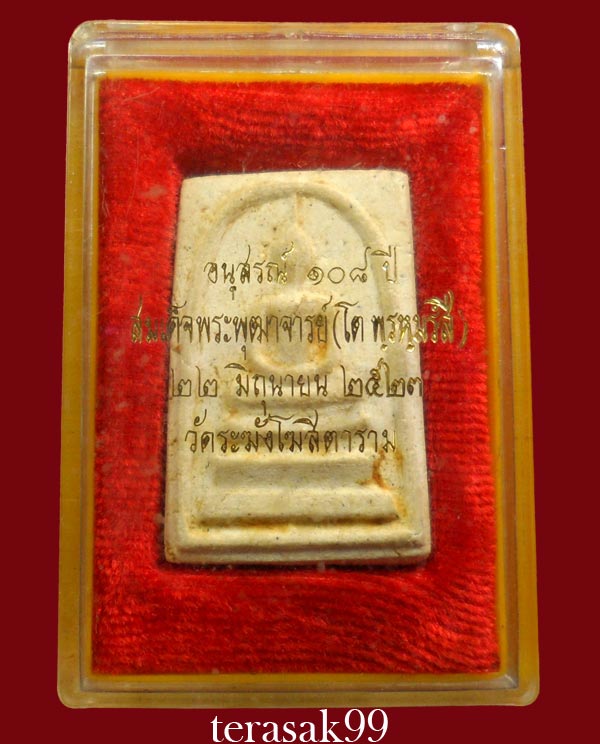 อนุสรณ์ ๑๐๘ ปี
สมเด็จพระพุฒาจารย์(โต พฺรหฺมรังสี)
๒๒ มิถุนายน ๒๕๒๓
วัดระฆังโฆสิตาราม
terasak99